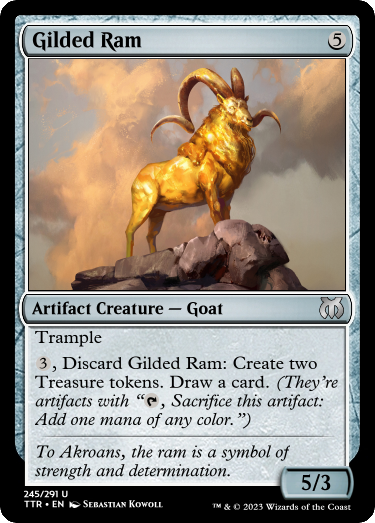 Gilded Ram 5
Artifact Creature — Goat
Trample
3, Discard Gilded Ram: Create two
Treasure tokens. Draw a card. (They’re
artifacts with “, Sacrifice this artifact:
Add one mana of any color.”)
To Akroans, the ram is a symbol of
strength and determination.
5/3
245/291 U
TTR • EN Sebastian Kowoll
™ & © 2023 Wizards of the Coast